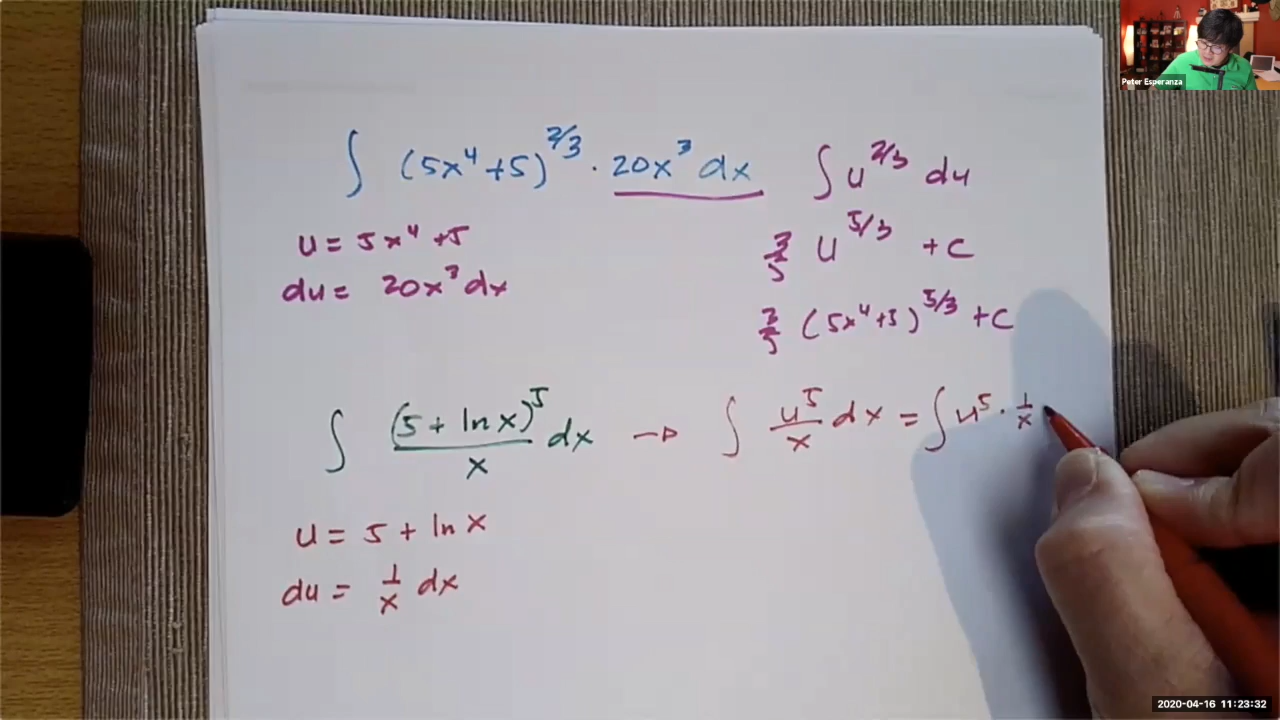 Peter Esperanza
∫ (5x⁴+5)^2/3 · 20x³ dx
∫ u^2/3 du
u = 5x⁴ +5
du = 20x³ dx
3/5 u^5/3 + c
3/5 (5x⁴+5)^5/3 + c
∫ (5 + ln x)⁵/x dx → ∫ u⁵/x dx = ∫ u⁵ · 1/x
u = 5 + ln x
du = 1/x dx
2020-04-16 11:23:32